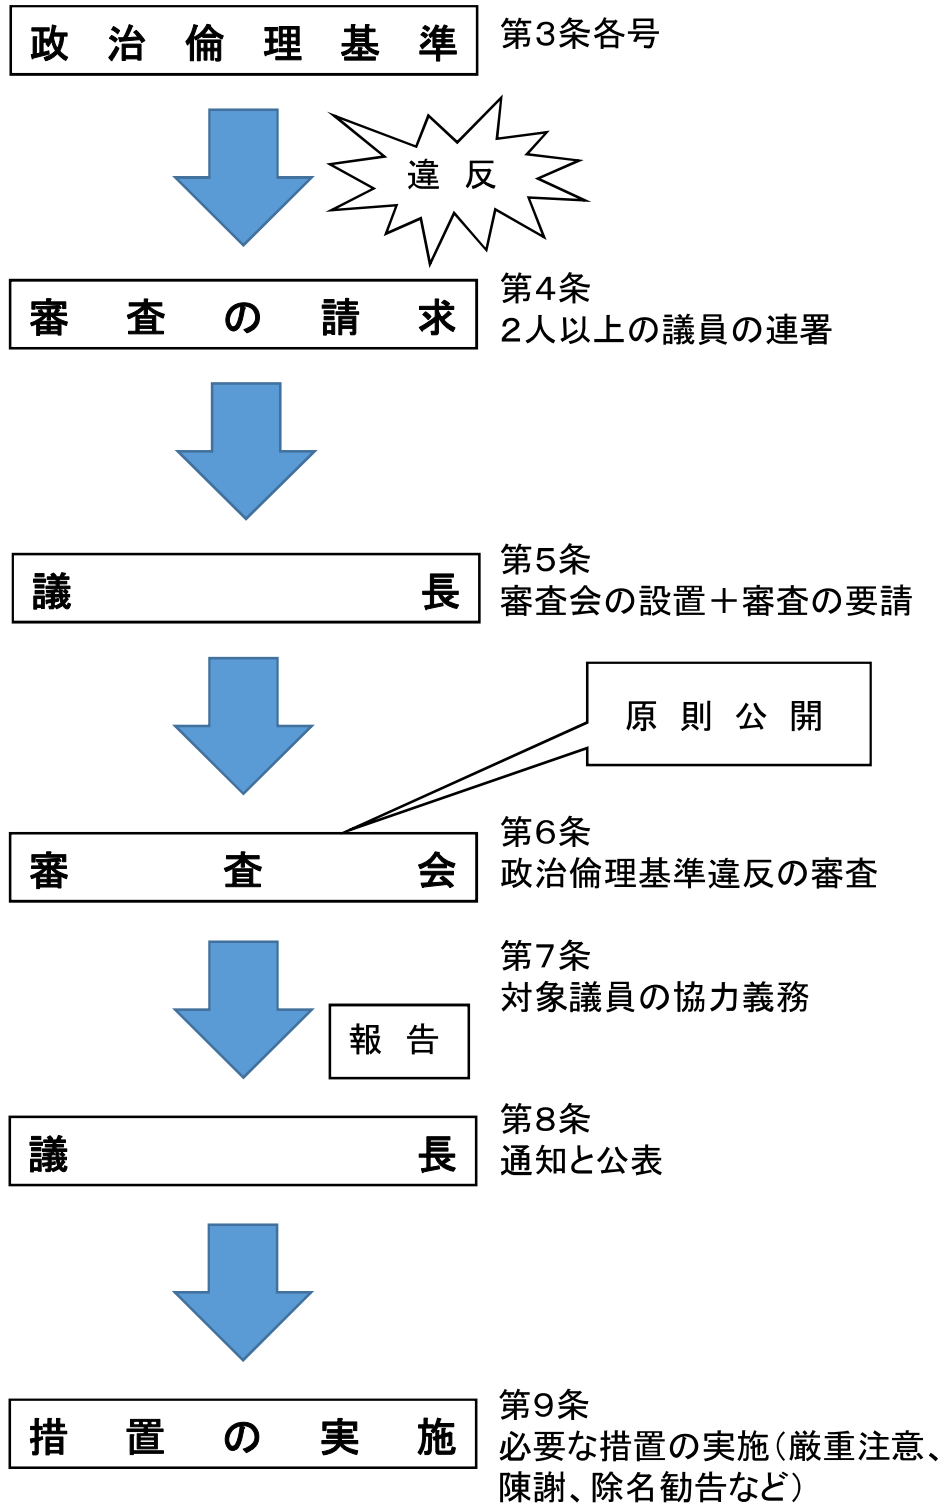 政治倫理基準
第3条各号
違反
審査の請求
第4条
2人以上の議員の連署
議長
第5条
審査会の設置＋審査の要請
原則公開
審査会
第6条
政治倫理基準違反の審査
第7条
対象議員の協力義務
報告
議長
第8条
通知と公表
措置の実施
第9条
必要な措置の実施（厳重注意、
陳謝、除名勧告など）